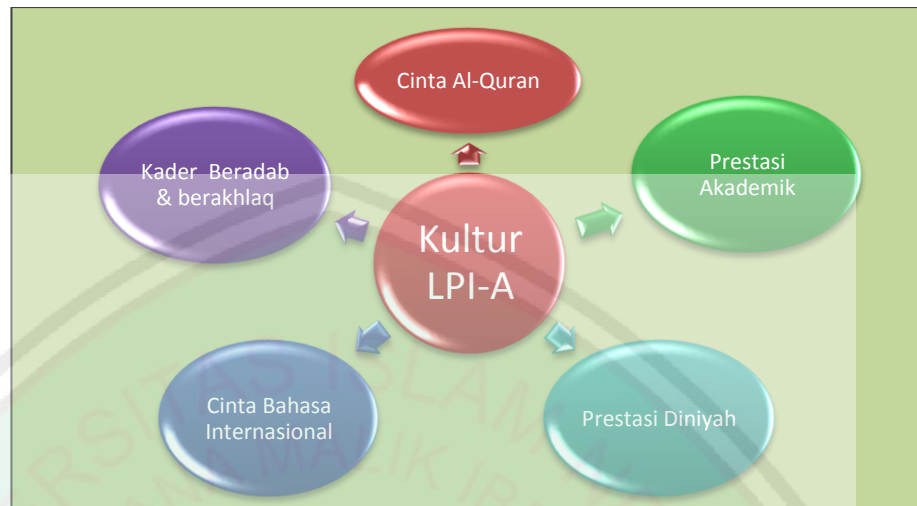 Cinta Al-Quran
Kader Beradab
& berakhlaq
Prestasi
Akademik
Kultur
LPI-A
Cinta Bahasa
Internasional
Prestasi Diniyah